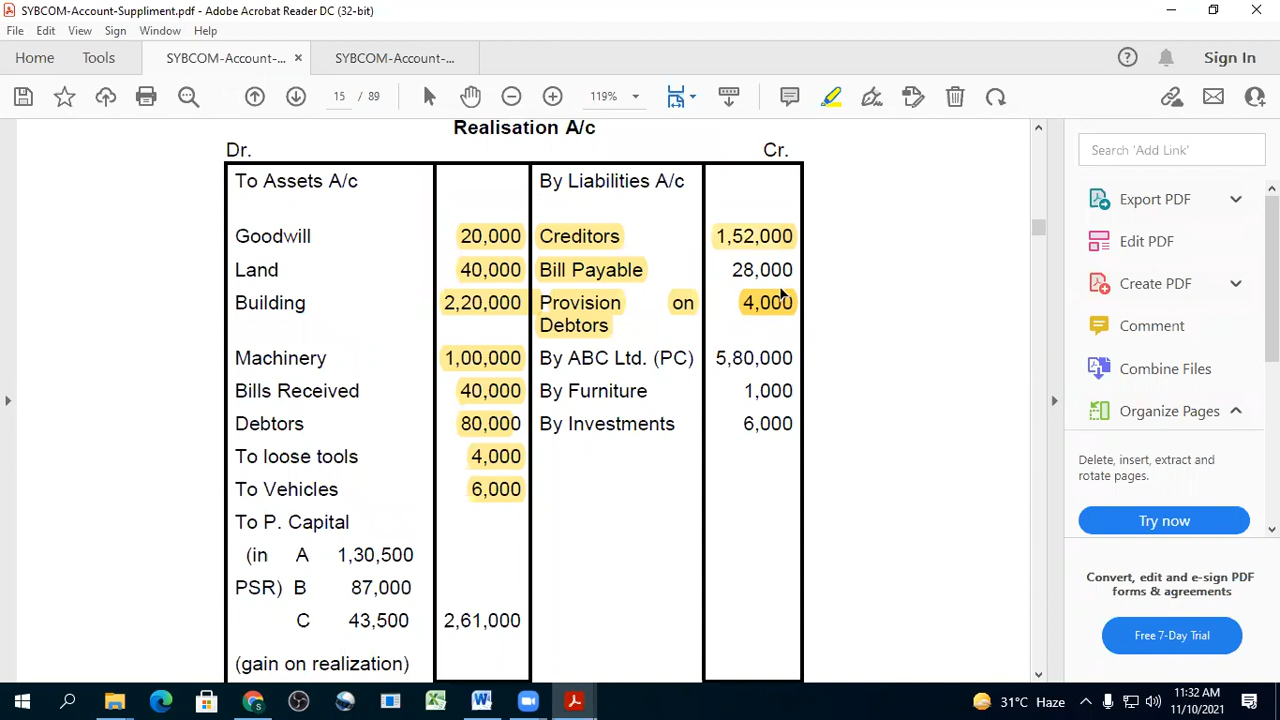 SYBCOM-Account-Suppliment.pdf - Adobe Acrobat Reader DC (32-bit)
File Edit View Sign Window Help
Home Tools SYBCOM-Account-... × SYBCOM-Account-... Sign In
15 / 89 119%
Realisation A/c
Dr. Cr.
To Assets A/c By Liabilities A/c
Goodwill 20,000 Creditors 1,52,000
Land 40,000 Bill Payable 28,000
Building 2,20,000 Provision on 4,000
Debtors
Machinery 1,00,000 By ABC Ltd. (PC) 5,80,000
Bills Received 40,000 By Furniture 1,000
Debtors 80,000 By Investments 6,000
To loose tools 4,000
To Vehicles 6,000
To P. Capital
(in A 1,30,500
PSR) B 87,000
C 43,500 2,61,000
(gain on realization)
Search 'Add Link'
Export PDF
Edit PDF
Create PDF
Comment
Combine Files
Organize Pages
Delete, insert, extract and
rotate pages.
Try now
Convert, edit and e-sign PDF
forms & agreements
Free 7-Day Trial
31°C Haze
11:32 AM
11/10/2021